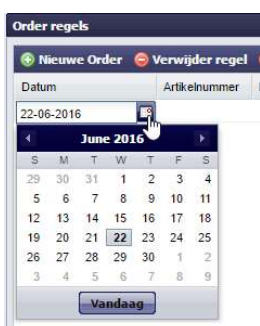 Order regels
Nieuwe Order Verwijder regel
Datum Artikelnummer
22-06-2016
June 2016
S M T W T F S
29 30 31 1 2 3 4
5 6 7 8 9 10 11
12 13 14 15 16 17 18
19 20 21 22 23 24 25
26 27 28 29 30 1 2
3 4 5 6 7 8 9
Vandaag